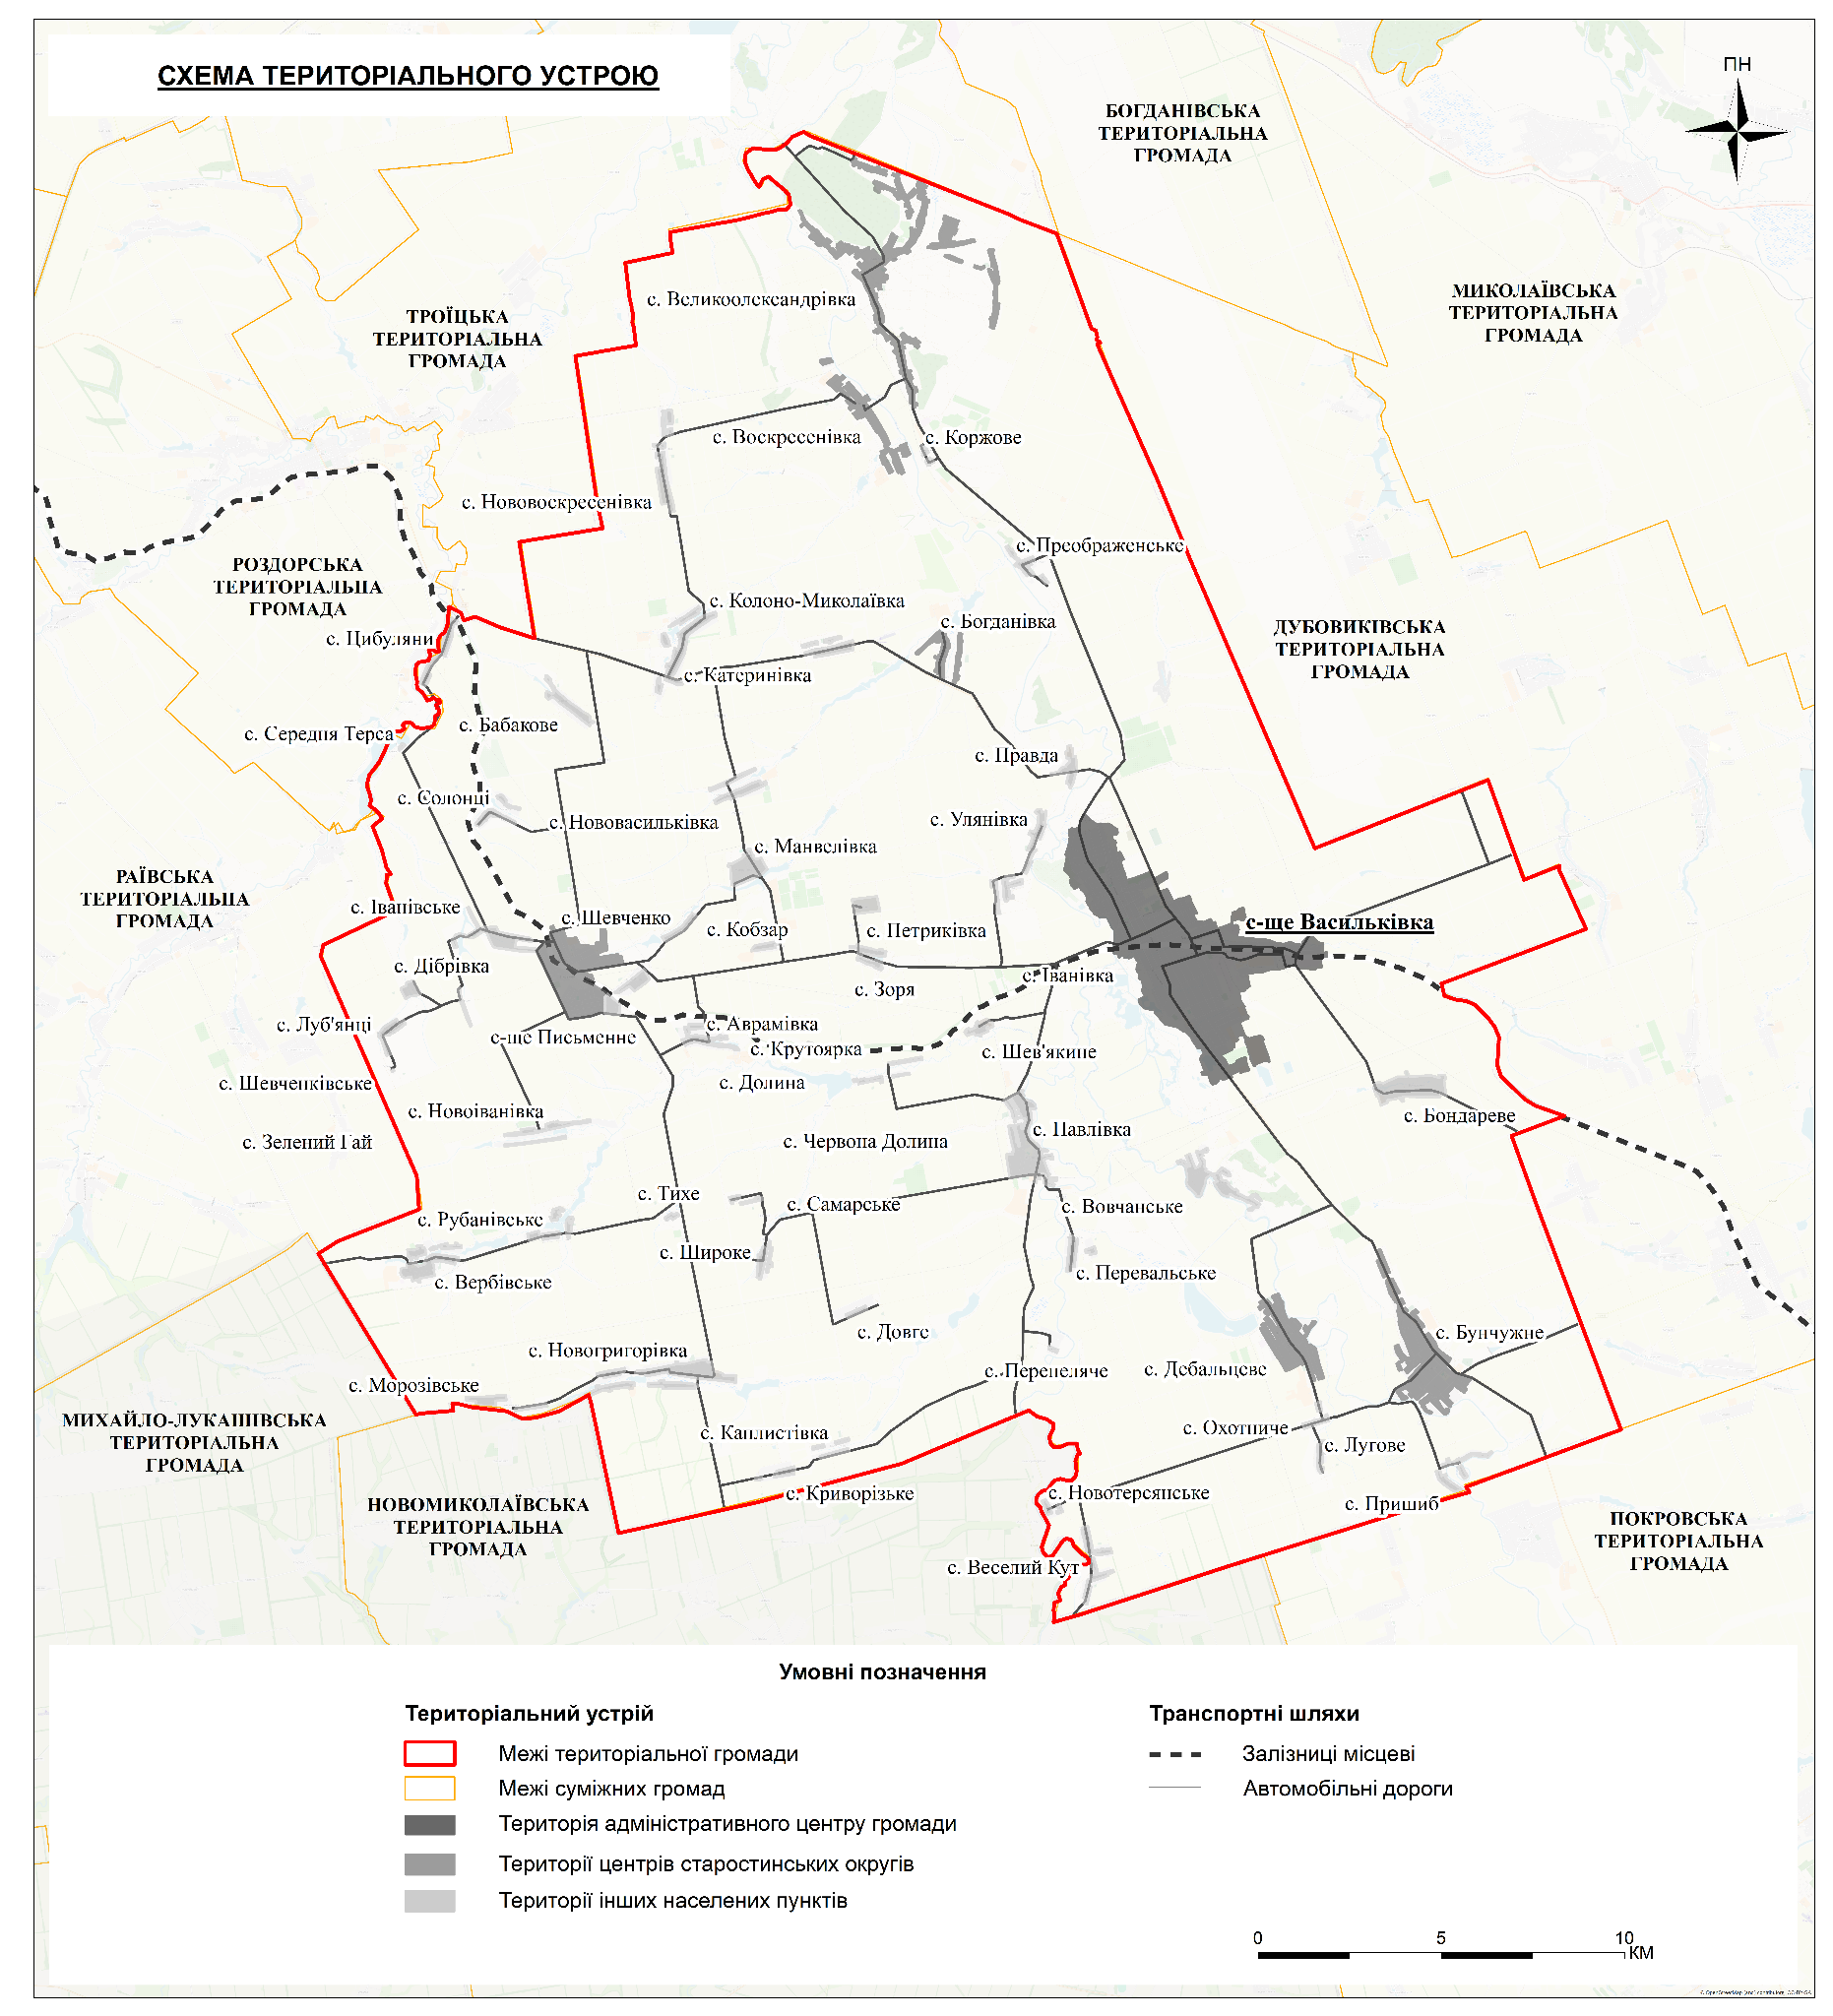 СХЕМА ТЕРИТОРІАЛЬНОГО УСТРОЮ
ПН
БОГДАНІВСЬКА
ТЕРИТОРІАЛЬНА
ГРОМАДА
МИКОЛАЇВСЬКА
ТЕРИТОРІАЛЬНА
ГРОМАДА
ТРОЇЦЬКА
ТЕРИТОРІАЛЬНА
ГРОМАДА
с. Великоолександрівка
с. Воскресенівка
с. Коржове
с. Нововоскресенівка
с. Преображенське
РОЗДОРСЬКА
ТЕРИТОРІАЛЬНА
ГРОМАДА
с. Колоно-Миколаївка
с. Богданівка
ДУБОВИКІВСЬКА
ТЕРИТОРІАЛЬНА
ГРОМАДА
с. Цибуляни
с. Катеринівка
с. Середня Терса
с. Бабакове
с. Правда
с. Солонці
с. Нововасильківка
с. Улянівка
с. Манвелівка
РАЇВСЬКА
ТЕРИТОРІАЛЬНА
ГРОМАДА
с. Іванівське
с. Шевченко
с. Кобзар
с. Петриківка
с-ще Васильківка
с. Дібрівка
с. Зоря
с. Іванівка
с. Луб'янці
с-ще Письменне
с. Аврамівка
с. Крутоярка
с. Шев'якине
с. Шевченківське
с. Долина
с. Новоіванівка
с. Бондареве
с. Зелений Гай
с. Червона Долина
с. Павлівка
с. Тихе
с. Самарське
с. Вовчанське
с. Рубанівське
с. Широке
с. Вербівське
с. Перевальське
с. Довге
с. Бунчужне
с. Новогригорівка
с. Перепеляче
с. Дебальцеве
с. Морозівське
МИХАЙЛО-ЛУКАШІВСЬКА
ТЕРИТОРІАЛЬНА
ГРОМАДА
с. Каплистівка
с. Охотниче
с. Лугове
с. Криворізьке
с. Новотерсянське
с. Пришиб
НОВОМИКОЛАЇВСЬКА
ТЕРИТОРІАЛЬНА
ГРОМАДА
ПОКРОВСЬКА
ТЕРИТОРІАЛЬНА
ГРОМАДА
с. Веселий Кут
Умовні позначення
Територіальний устрій
Межі територіальної громади
Межі суміжних громад
Територія адміністративного центру громади
Території центрів старостинських округів
Території інших населених пунктів
Транспортні шляхи
Залізниці місцеві
Автомобільні дороги
0 5 10
КМ